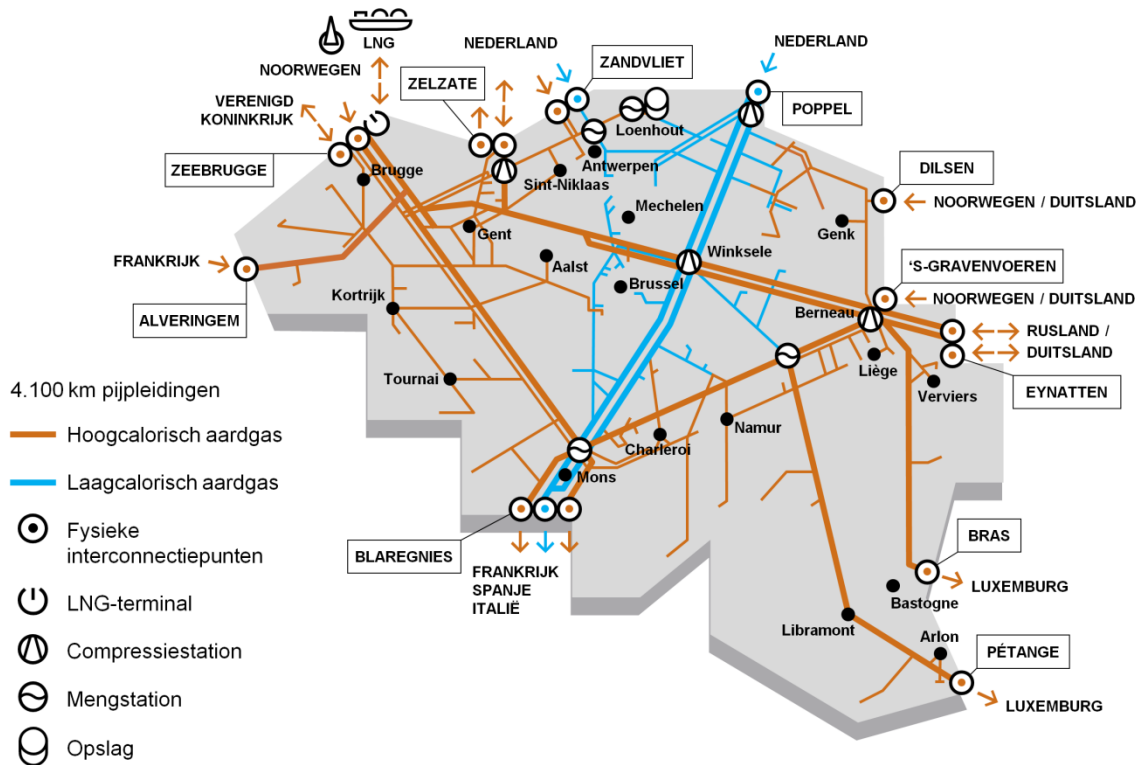 LNG
NOORWEGEN
NEDERLAND
NEDERLAND
ZELZATE
ZANDVLIET
POPPEL
VERENIGD
KONINKRIJK
ZEEBRUGGE
Loenhout
Brugge
Antwerpen
Sint-Niklaas
DILSEN
NOORWEGEN / DUITSLAND
Mechelen
Genk
Gent
Winksele
FRANKRIJK
Aalst
Brussel
'S-GRAVENVOEREN
NOORWEGEN / DUITSLAND
Kortrijk
Berneau
ALVERINGEM
RUSLAND /
DUITSLAND
Liège
EYNATTEN
Tournai
Verviers
4.100 km pijpleidingen
Hoogcalorisch aardgas
Namur
Charleroi
Mons
Laagcalorisch aardgas
Fysieke
interconnectiepunten
BLAREGNIES
FRANKRIJK
SPANJE
ITALIË
BRAS
LUXEMBURG
Bastogne
LNG-terminal
Libramont
Arlon
Compressiestation
PÉTANGE
Mengstation
LUXEMBURG
Opslag